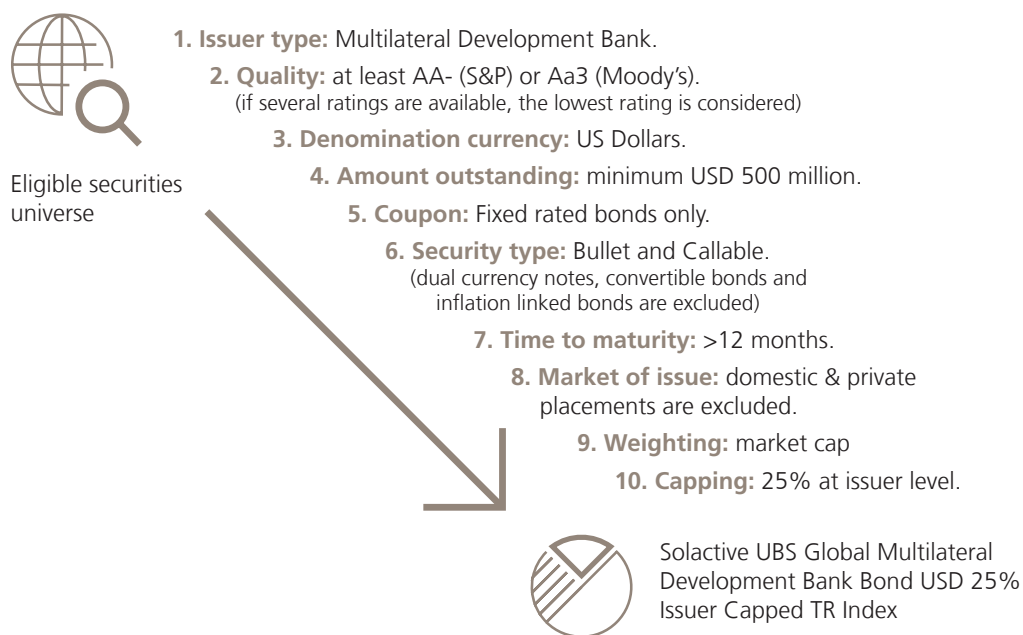 1. Issuer type: Multilateral Development Bank.
2. Quality: at least AA- (S&P) or Aa3 (Moody's).
(if several ratings are available, the lowest rating is considered)
3. Denomination currency: US Dollars.
Eligible securities
universe
4. Amount outstanding: minimum USD 500 million.
5. Coupon: Fixed rated bonds only.
6. Security type: Bullet and Callable.
(dual currency notes, convertible bonds and
inflation linked bonds are excluded)
7. Time to maturity: >12 months.
8. Market of issue: domestic & private
placements are excluded.
9. Weighting: market cap
10. Capping: 25% at issuer level.
Solactive UBS Global Multilateral
Development Bank Bond USD 25%
Issuer Capped TR Index